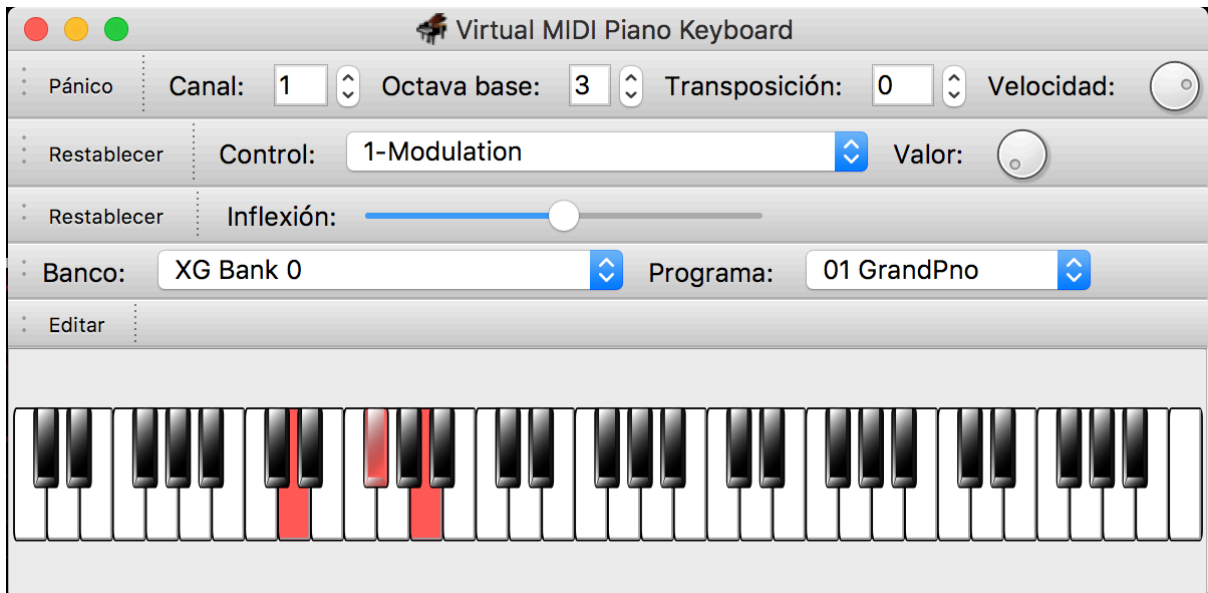 Virtual MIDI Piano Keyboard
Pánico Canal: 1 Octava base: 3 Transposición: 0 Velocidad:
Restablecer Control: 1-Modulation Valor:
Restablecer Inflexión:
Banco: XG Bank 0 Programa: 01 GrandPno
Editar